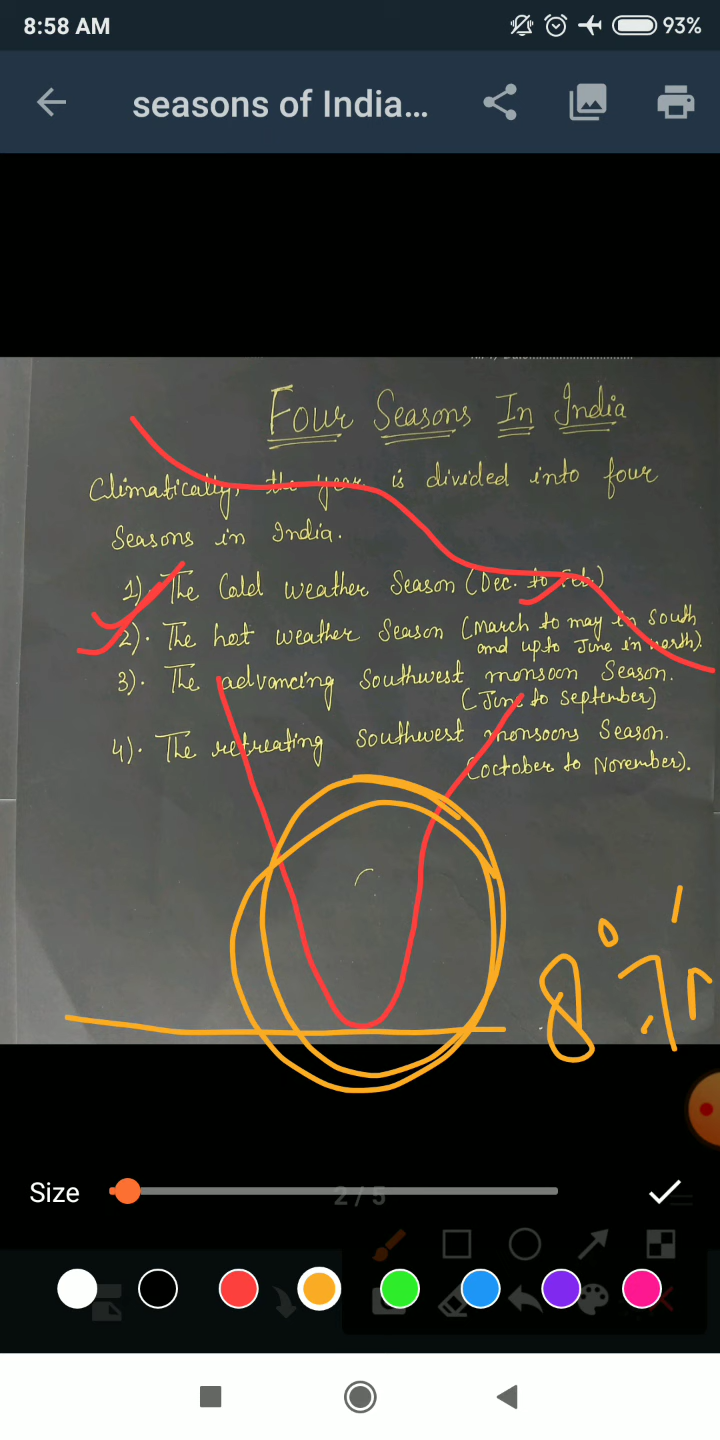 8:58 AM 93%
seasons of India...
Four Seasons In India
Climatically, the year is divided into four
Seasons in India.
1). The Cold weather Season (Dec. to Feb.)
2). The hot weather Season (March to may in South
and upto June in north).
3). The advancing Southwest monsoon Season.
(June to September)
4). The retreating Southwest monsoons Season.
(October to November).
8°
Size
2 / 5